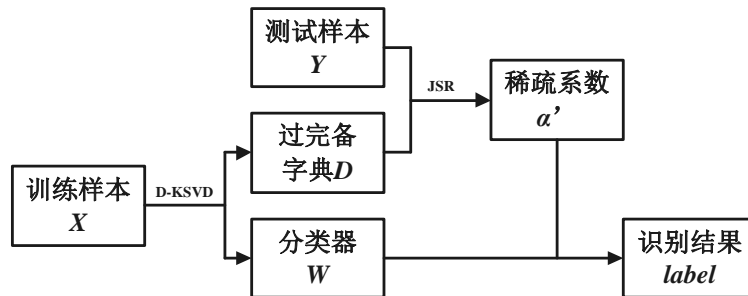 测试样本
Y
JSR
稀疏系数
α’
过完备
字典D
训练样本
X
D-KSVD
分类器
W
识别结果
label